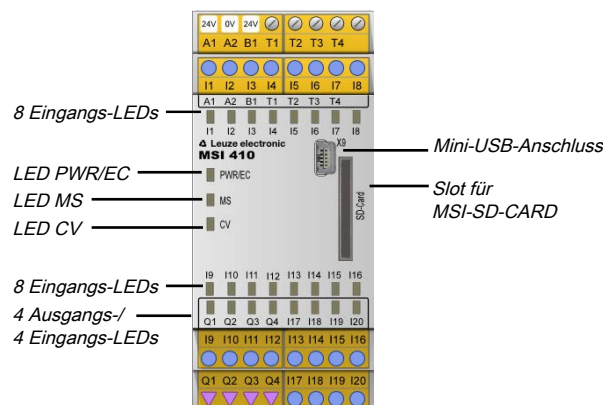 24V 0V 24V
A1 A2 B1 T1 T2 T3 T4
I1 I2 I3 I4 I5 I6 I7 I8
A1 A2 B1 T1 T2 T3 T4
8 Eingangs-LEDs
I1 I2 I3 I4 I5 I6 I7 I8
Leuze electronic
X9
MSI 410
Mini-USB-Anschluss
LED PWR/EC
PWR/EC
LED MS
MS
Slot für
MSI-SD-CARD
SD-Card
LED CV
CV
I9 I10 I11 I12 I13 I14 I15 I16
8 Eingangs-LEDs
4 Ausgangs-/
4 Eingangs-LEDs
Q1 Q2 Q3 Q4 I17 I18 I19 I20
I9 I10 I11 I12 I13 I14 I15 I16
Q1 Q2 Q3 Q4 I17 I18 I19 I20